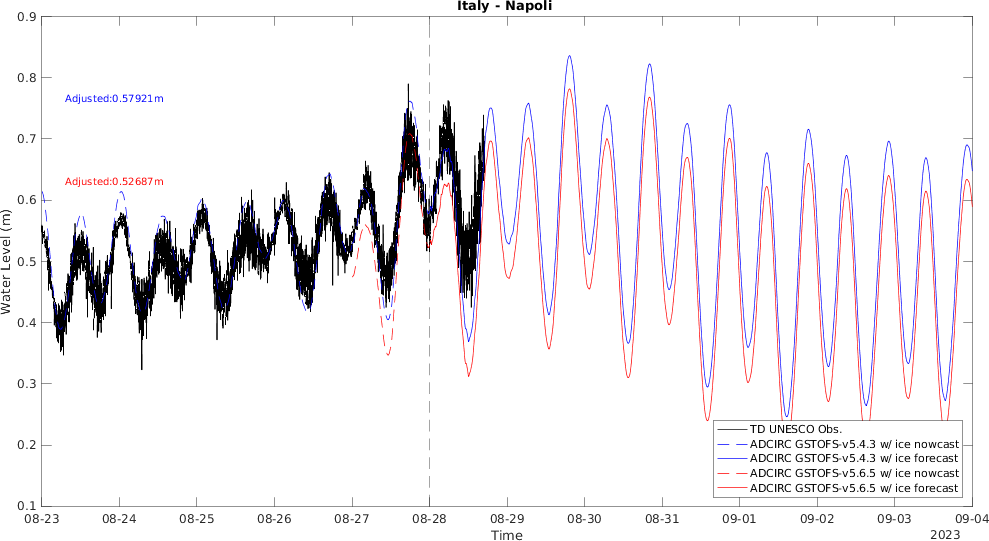 Italy - Napoli
0.9
0.8
0.7
0.6
0.5
0.4
0.3
0.2
0.1
Water Level (m)
Adjusted:0.57921m
Adjusted:0.52687m
TD UNESCO Obs.
ADCIRC GSTOFS-v5.4.3 w/ ice nowcast
ADCIRC GSTOFS-v5.4.3 w/ ice forecast
ADCIRC GSTOFS-v5.6.5 w/ ice nowcast
ADCIRC GSTOFS-v5.6.5 w/ ice forecast
08-23 08-24 08-25 08-26 08-27 08-28 08-29 08-30 08-31 09-01 09-02 09-03 09-04
Time
2023